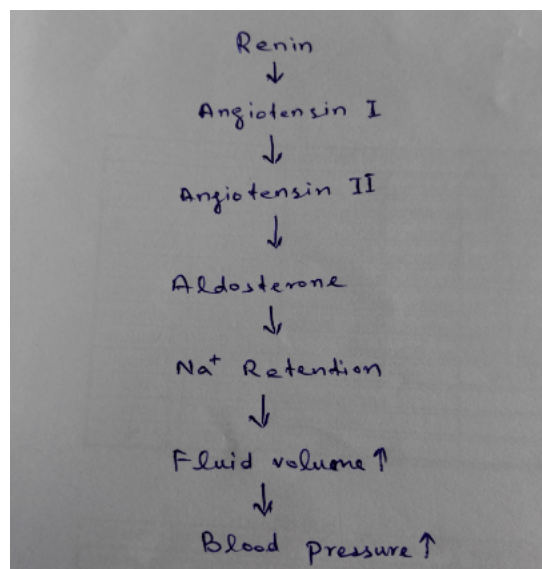 Renin
↓
Angiotensin I
↓
Angiotensin II
↓
Aldosterone
↓
Na⁺ Retention
↓
Fluid volume ↑
↓
Blood pressure ↑